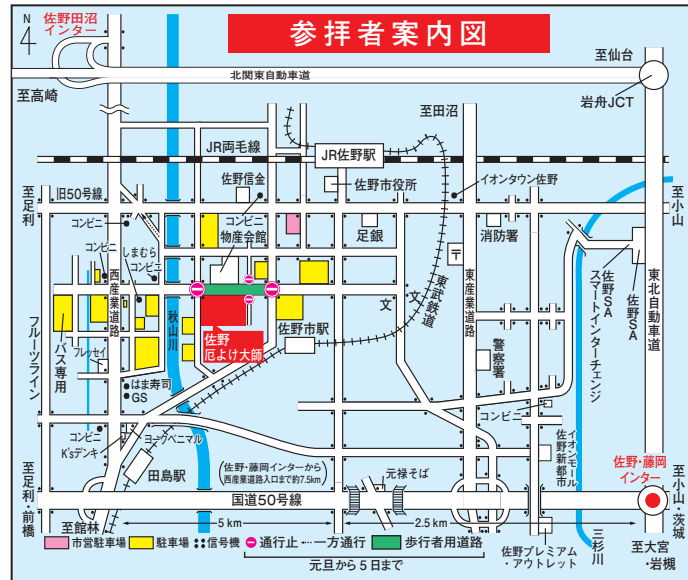 参拝者案内図
N
佐野田沼
インター
至仙台
北関東自動車道
至高崎
岩舟JCT
至田沼
JR両毛線
JR佐野駅
佐野信金
佐野市役所
イオンタウン佐野
至足利
旧50号線
至小山
コンビニ
コンビニ
物産会館
足銀
消防署
〒
コンビニ
しまむら
コンビニ
西産業道路
秋山川
東武鉄道
東産業道路
佐野SA
スマートインターチェンジ
佐野SA
東北自動車道
文
文
フルーツライン
バス専用
フレッセイ
佐野
厄よけ大師
佐野市駅
警察署
はま寿司
GS
コンビニ
コンビニ
K'sデンキ
ヨークベニマル
田島駅
(佐野・藤岡インターから
西産業道路入口まで約7.5km)
元禄そば
イオンモール
佐野新都市
佐野・藤岡
インター
至足利・前橋
国道50号線
至小山・茨城
至館林
5 km
2.5 km
三杉川
至大宮
・岩槻
佐野プレミアム
・アウトレット
市営駐車場
駐車場
信号機
通行止
一方通行
歩行者用道路
元旦から5日まで